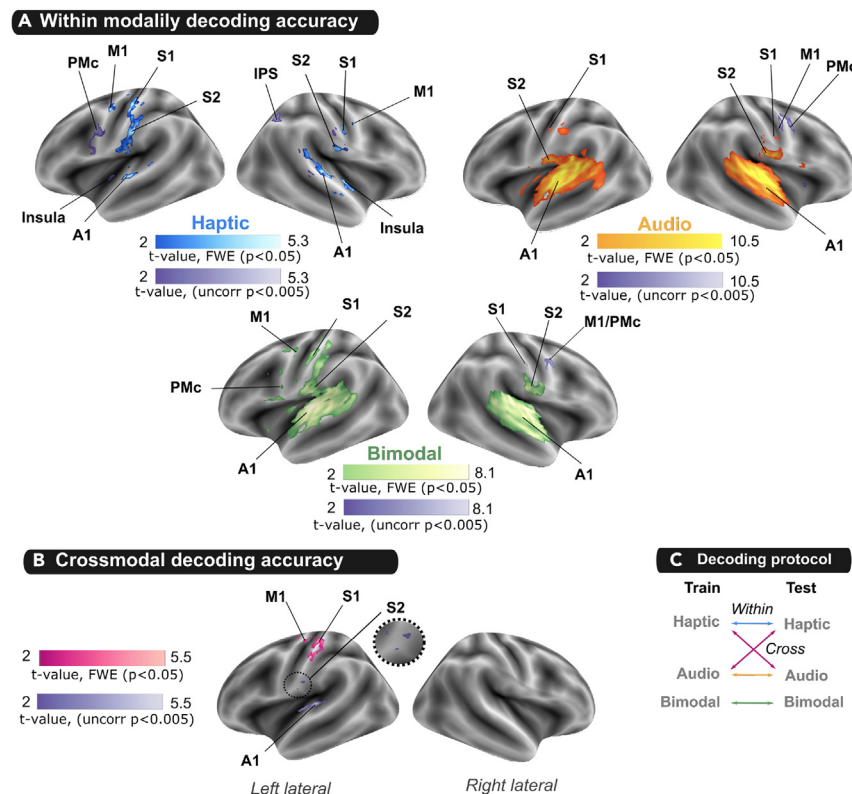 A Within modalily decoding accuracy
PMc
M1
S1
S2
Insula
A1
IPS
S2
S1
M1
Insula
A1
Haptic
2 5.3
t-value, FWE (p<0.05)
2 5.3
t-value, (uncorr p<0.005)
S1
S2
A1
S2
S1
M1
PMc
A1
Audio
2 10.5
t-value, FWE (p<0.05)
2 10.5
t-value, (uncorr p<0.005)
M1
S1
S2
PMc
A1
S1
S2
M1/PMc
A1
Bimodal
2 8.1
t-value, FWE (p<0.05)
2 8.1
t-value, (uncorr p<0.005)
B Crossmodal decoding accuracy
2 5.5
t-value, FWE (p<0.05)
2 5.5
t-value, (uncorr p<0.005)
M1
S1
S2
A1
Left lateral
Right lateral
C Decoding protocol
Train Test
Within
Haptic Haptic
Cross
Audio Audio
Bimodal Bimodal